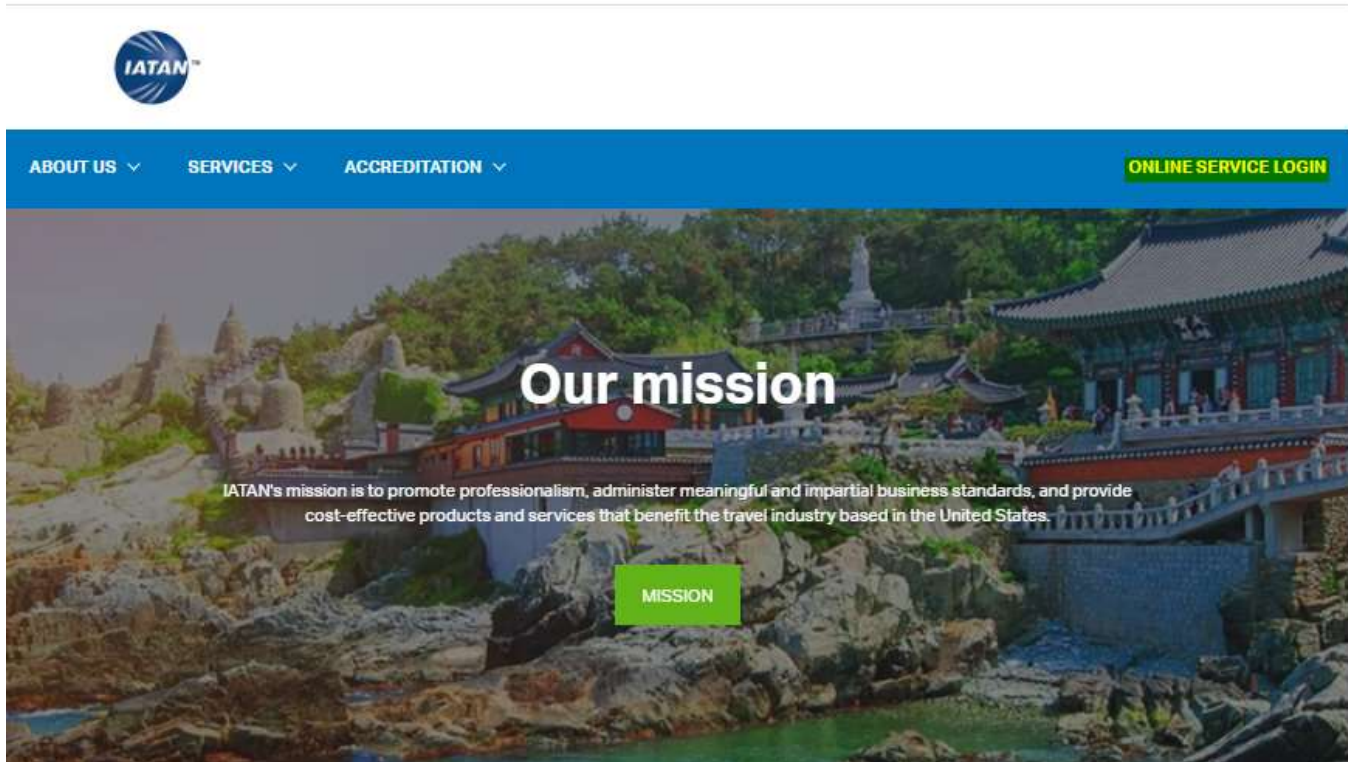 IATAN™
ABOUT US
SERVICES
ACCREDITATION
ONLINE SERVICE LOGIN
Our mission
IATAN's mission is to promote professionalism, administer meaningful and impartial business standards, and provide
cost-effective products and services that benefit the travel industry based in the United States.
MISSION